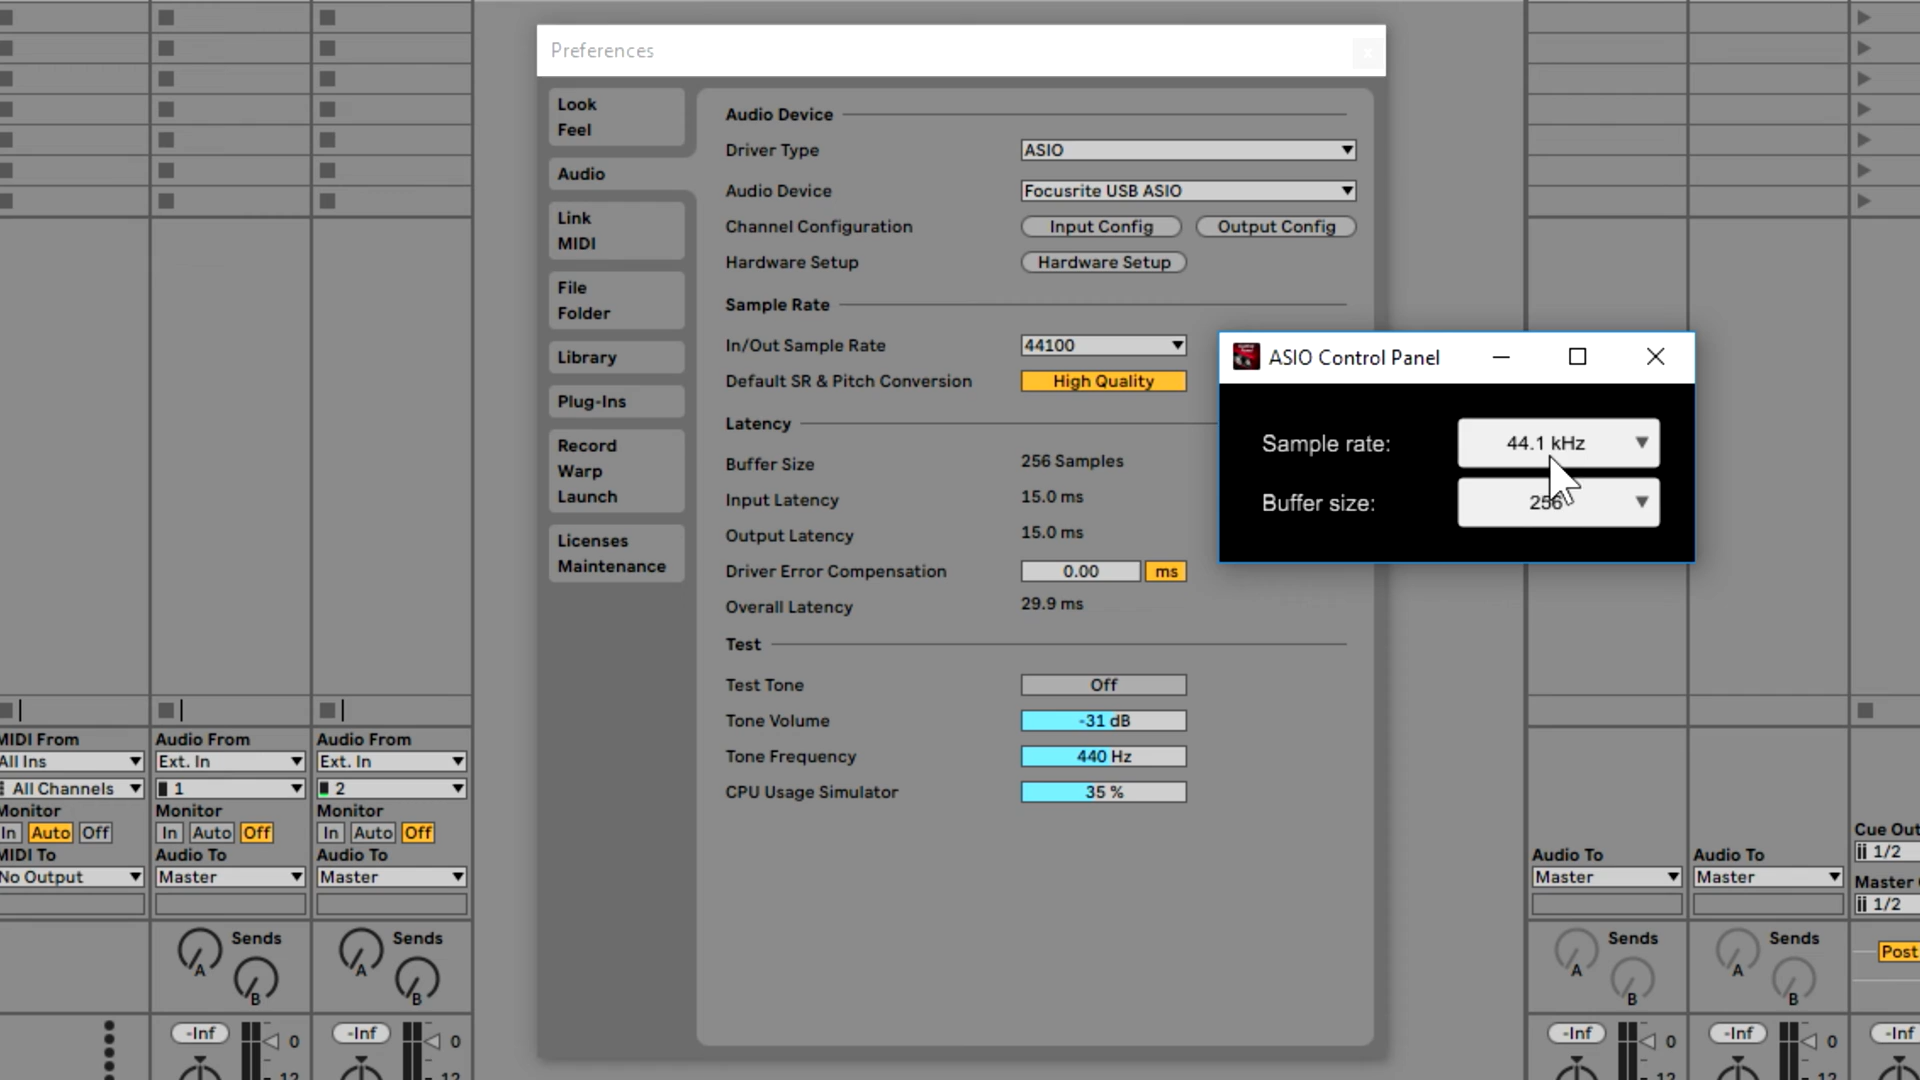 Preferences
Look
Feel
Audio
Link
MIDI
File
Folder
Library
Plug-Ins
Record
Warp
Launch
Licenses
Maintenance
Audio Device
Driver Type ASIO
Audio Device Focusrite USB ASIO
Channel Configuration Input Config Output Config
Hardware Setup Hardware Setup
Sample Rate
In/Out Sample Rate 44100
Default SR & Pitch Conversion High Quality
Latency
Buffer Size 256 Samples
Input Latency 15.0 ms
Output Latency 15.0 ms
Driver Error Compensation 0.00 ms
Overall Latency 29.9 ms
Test
Test Tone Off
Tone Volume -31 dB
Tone Frequency 440 Hz
CPU Usage Simulator 35 %
ASIO Control Panel
Sample rate: 44.1 kHz
Buffer size: 256
MIDI From
All Ins
All Channels
Monitor
In Auto Off
MIDI To
No Output
Audio From
Ext. In
1
Monitor
In Auto Off
Audio To
Master
Sends
A
B
-Inf
0
12
Audio From
Ext. In
2
Monitor
In Auto Off
Audio To
Master
Sends
A
B
-Inf
0
12
Audio To
Master
Sends
A
B
-Inf
0
12
Audio To
Master
Sends
A
B
-Inf
0
12
Cue Out
1/2
Master
1/2
Post
-Inf